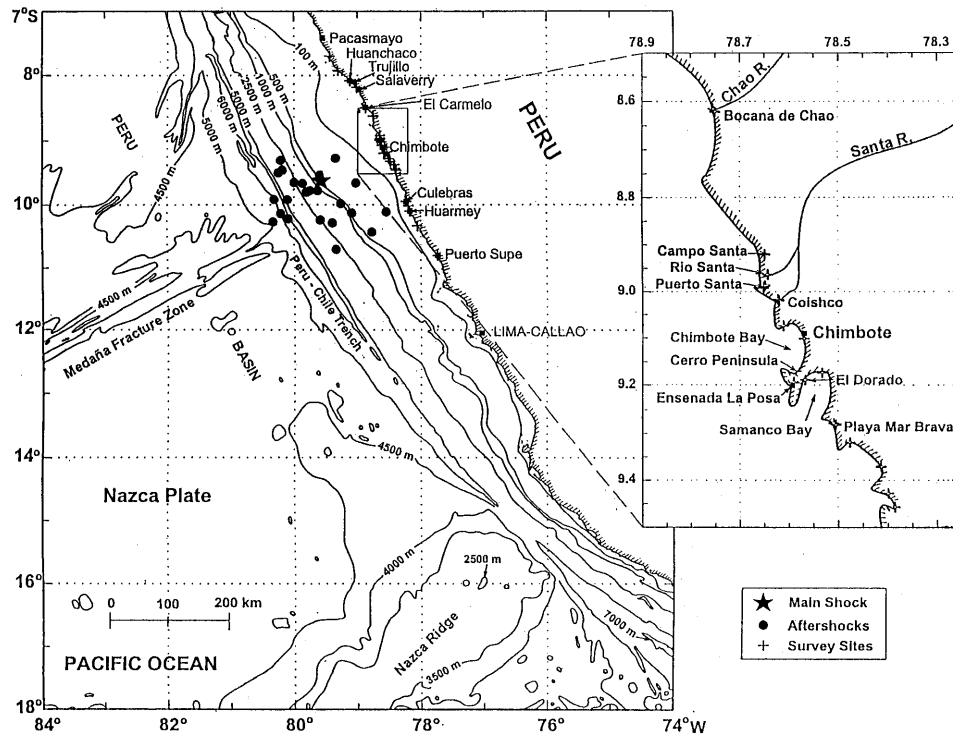 7°S
8°
10°
12°
14°
16°
18°
84°
82°
80°
78°
76°
74°W
Pacasmayo
Huanchaco
Trujillo
Salaverry
El Carmelo
Chimbote
Culebras
Huarmey
Puerto Supe
LIMA-CALLAO
PERU
PERU
BASIN
100 m
500 m
1000 m
2500 m
5000 m
6000 m
5000 m
4500 m
4500 m
Medaña Fracture Zone
Peru - Chile Trench
4500 m
Nazca Plate
4000 m
2500 m
Nazca Ridge
3500 m
7000 m
0 100 200 km
PACIFIC OCEAN
78.9 78.7 78.5 78.3
8.6
8.8
9.0
9.2
9.4
Chao R.
Bocana de Chao
Santa R.
Campo Santa
Rio Santa
Puerto Santa
Coishco
Chimbote
Chimbote Bay
Cerro Peninsula
El Dorado
Ensenada La Posa
Samanco Bay
Playa Mar Brava
Main Shock
Aftershocks
Survey Sites